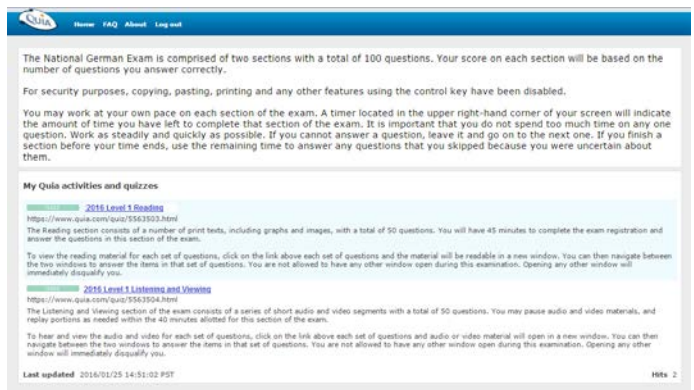 QUIA Home FAQ About Log out
The National German Exam is comprised of two sections with a total of 100 questions. Your score on each section will be based on the
number of questions you answer correctly.
For security purposes, copying, pasting, printing and any other features using the control key have been disabled.
You may work at your own pace on each section of the exam. A timer located in the upper right-hand corner of your screen will indicate
the amount of time you have left to complete that section of the exam. It is important that you do not spend too much time on any one
question. Work as steadily and quickly as possible. If you cannot answer a question, leave it and go on to the next one. If you finish a
section before your time ends, use the remaining time to answer any questions that you skipped because you were uncertain about
them.
My Quia activities and quizzes
2016 Level 1 Reading
https://www.quia.com/quiz/5563503.html
The Reading section consists of a number of print texts, including graphs and images, with a total of 50 questions. You will have 45 minutes to complete the exam registration and
answer the questions in this section of the exam.
To view the reading material for each set of questions, click on the link above each set of questions and the material will be readable in a new window. You can then navigate between
the two windows to answer the items in that set of questions. You are not allowed to have any other window open during this examination. Opening any other window will
immediately disqualify you.
2016 Level 1 Listening and Viewing
https://www.quia.com/quiz/5563504.html
The Listening and Viewing section of the exam consists of a series of short audio and video segments with a total of 50 questions. You may pause audio and video materials, and
replay portions as needed within the 40 minutes allotted for this section of the exam.
To hear and view the audio and video for each set of questions, click on the link above each set of questions and audio or video material will open in a new window. You can then
navigate between the two windows to answer the items in that set of questions. You are not allowed to have any other window open during this examination. Opening any other
window will immediately disqualify you.
Last updated 2016/01/25 14:51:02 PST Hits 2